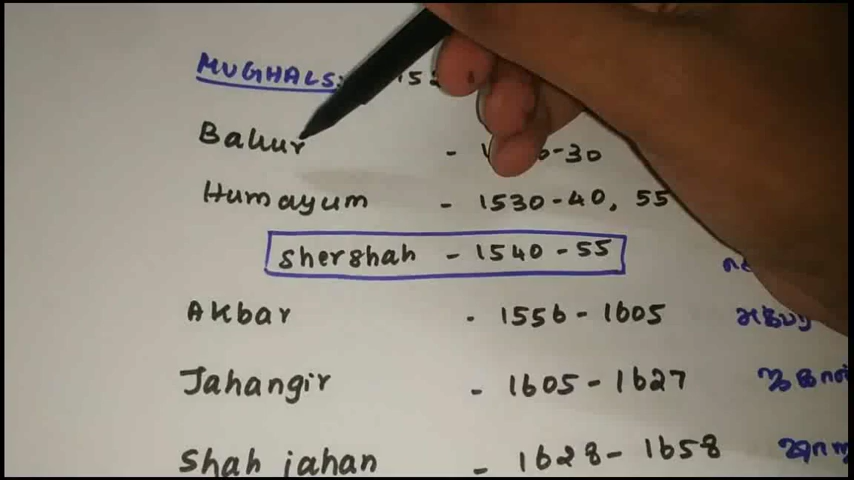 MUGHALS:
Babur - -30
Humayum - 1530-40, 55
Shershah - 1540-55
Akbar - 1556-1605
Jahangir - 1605-1627
Shah jahan - 1628-1658